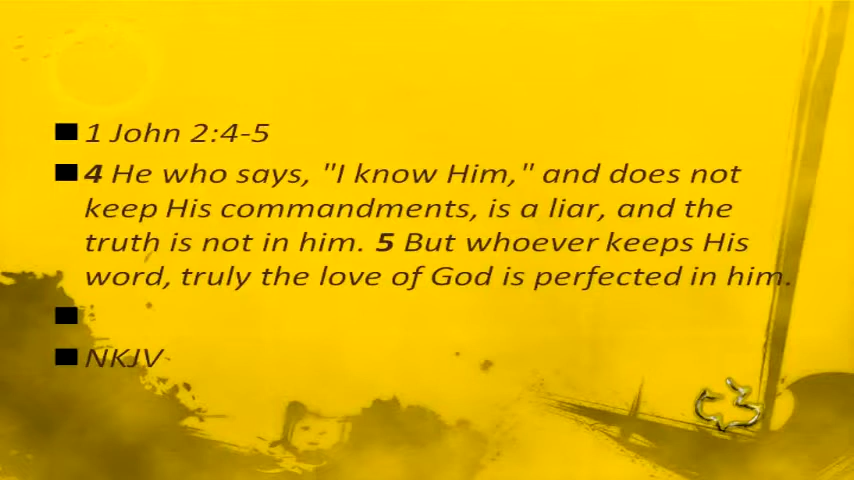 1 John 2:4-5
4 He who says, "I know Him," and does not
keep His commandments, is a liar, and the
truth is not in him. 5 But whoever keeps His
word, truly the love of God is perfected in him.
NKJV